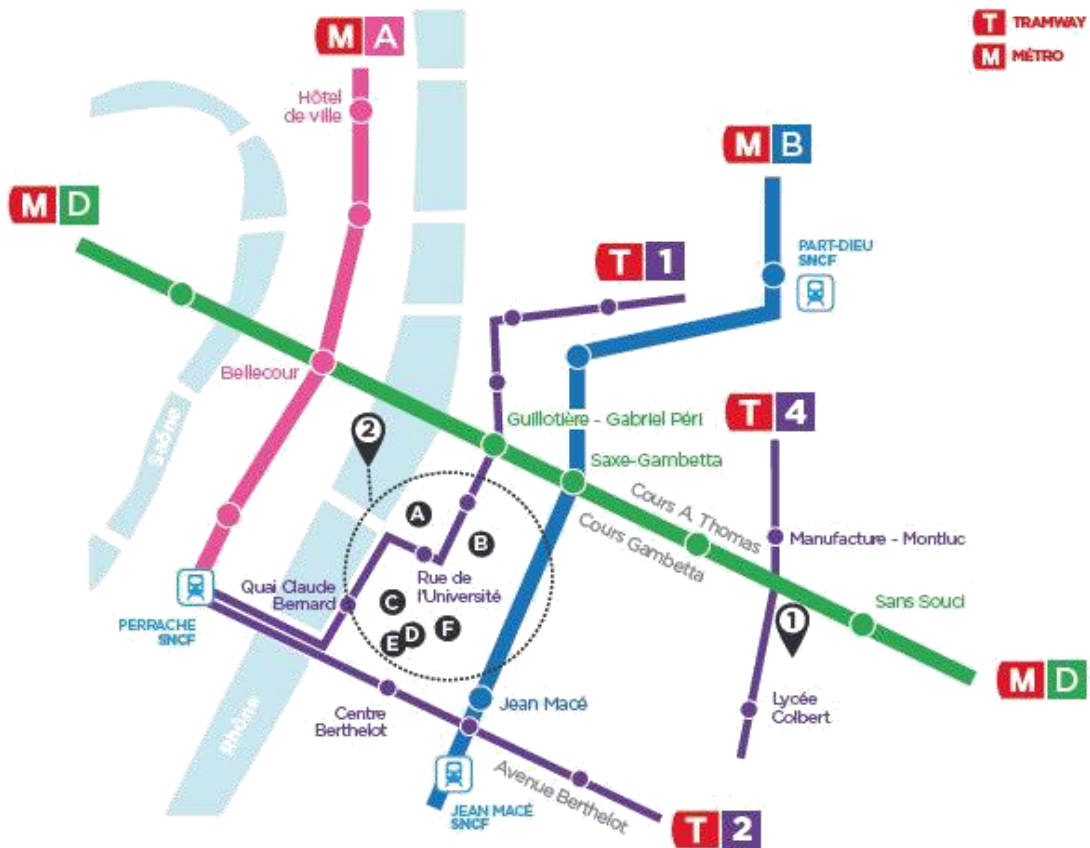 T TRAMWAY
M MÉTRO
M A
Hôtel
de ville
M B
M D
PART-DIEU
SNCF
T 1
Bellecour
Guillotière - Gabriel Péri
T 4
2
Saône
Saxe-Gambetta
Cours A. Thomas
Cours Gambetta
A
B
Manufacture - Montluc
Rue de
l'Université
Quai Claude
Bernard
C
D
E
F
Sans Souci
1
PERRACHE
SNCF
M D
Jean Macé
Lycée
Colbert
Centre
Berthelot
Rhône
Avenue Berthelot
JEAN MACÉ
SNCF
T 2